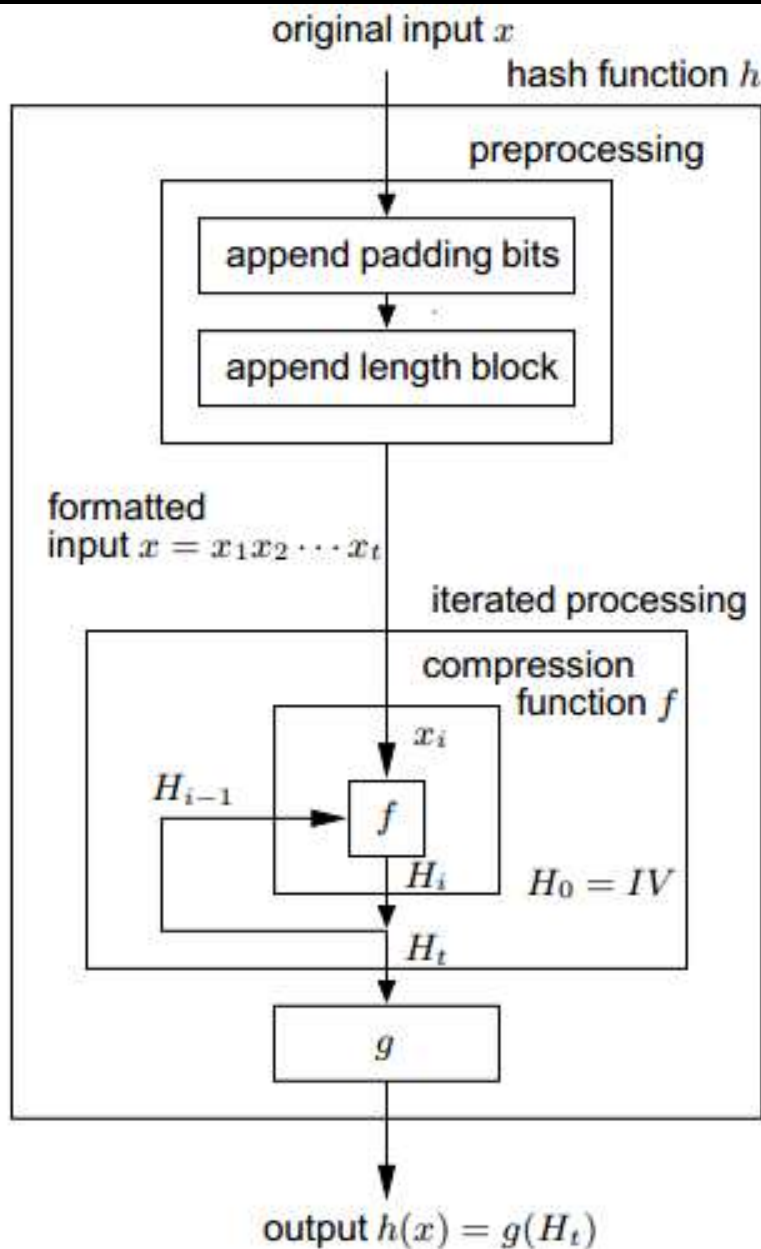 original input x
hash function h
preprocessing
append padding bits
append length block
formatted
input x = x₁x₂ ⋯ xₜ
iterated processing
compression
function f
xᵢ
Hᵢ₋₁
f
Hᵢ
H₀ = IV
Hₜ
g
output h(x) = g(Hₜ)